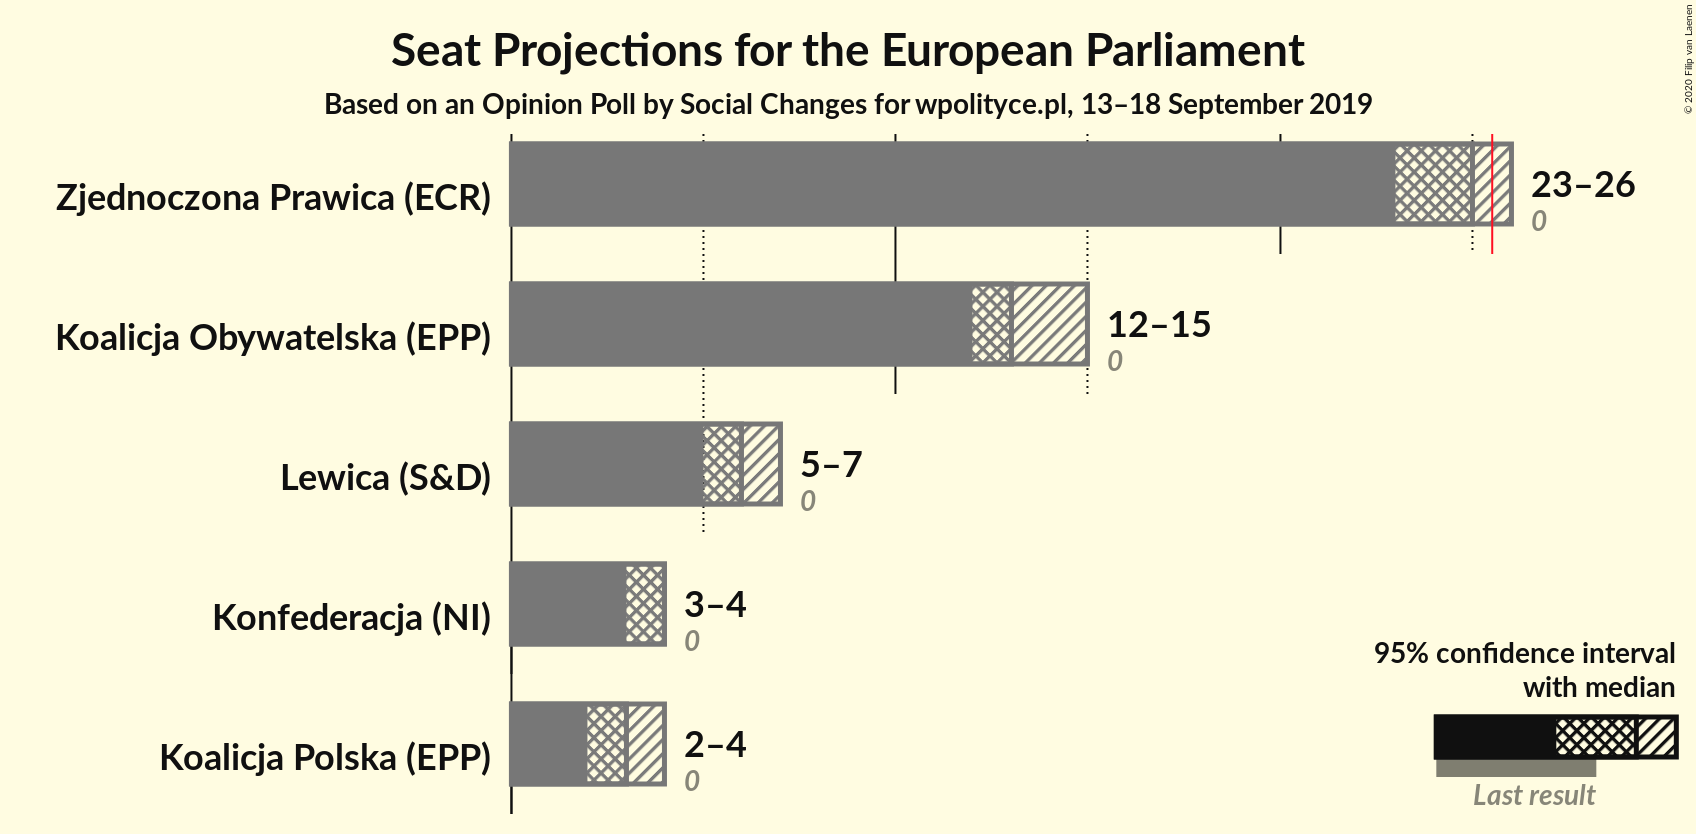 Seat Projections for the European Parliament
Based on an Opinion Poll by Social Changes for wpolityce.pl, 13–18 September 2019
© 2020 Filip van Laenen
Zjednoczona Prawica (ECR)
23–26
0
Koalicja Obywatelska (EPP)
12–15
0
Lewica (S&D)
5–7
0
Konfederacja (NI)
3–4
0
Koalicja Polska (EPP)
2–4
0
95% confidence interval
with median
Last result